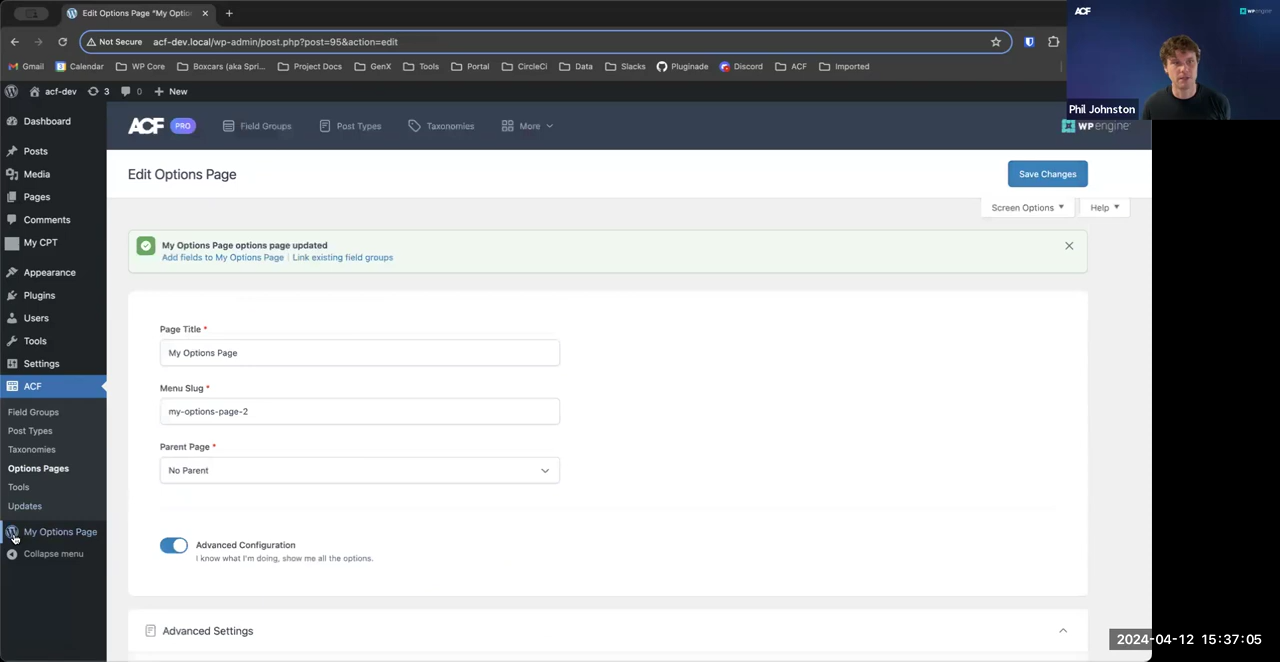 Edit Options Page "My Optio
Not Secure acf-dev.local/wp-admin/post.php?post=95&action=edit
Gmail Calendar WP Core Boxcars (aka Spri... Project Docs GenX Tools Portal CircleCi Data Slacks Pluginade Discord ACF Imported
acf-dev 3 0 New
ACF WP engine
Phil Johnston
Dashboard
Posts
Media
Pages
Comments
My CPT
Appearance
Plugins
Users
Tools
Settings
ACF
Field Groups
Post Types
Taxonomies
Options Pages
Tools
Updates
My Options Page
Collapse menu
ACF PRO Field Groups Post Types Taxonomies More WP engine
Edit Options Page Save Changes
Screen Options Help
My Options Page options page updated
Add fields to My Options Page | Link existing field groups
Page Title *
My Options Page
Menu Slug *
my-options-page-2
Parent Page *
No Parent
Advanced Configuration
I know what I'm doing, show me all the options.
Advanced Settings
2024-04-12 15:37:05